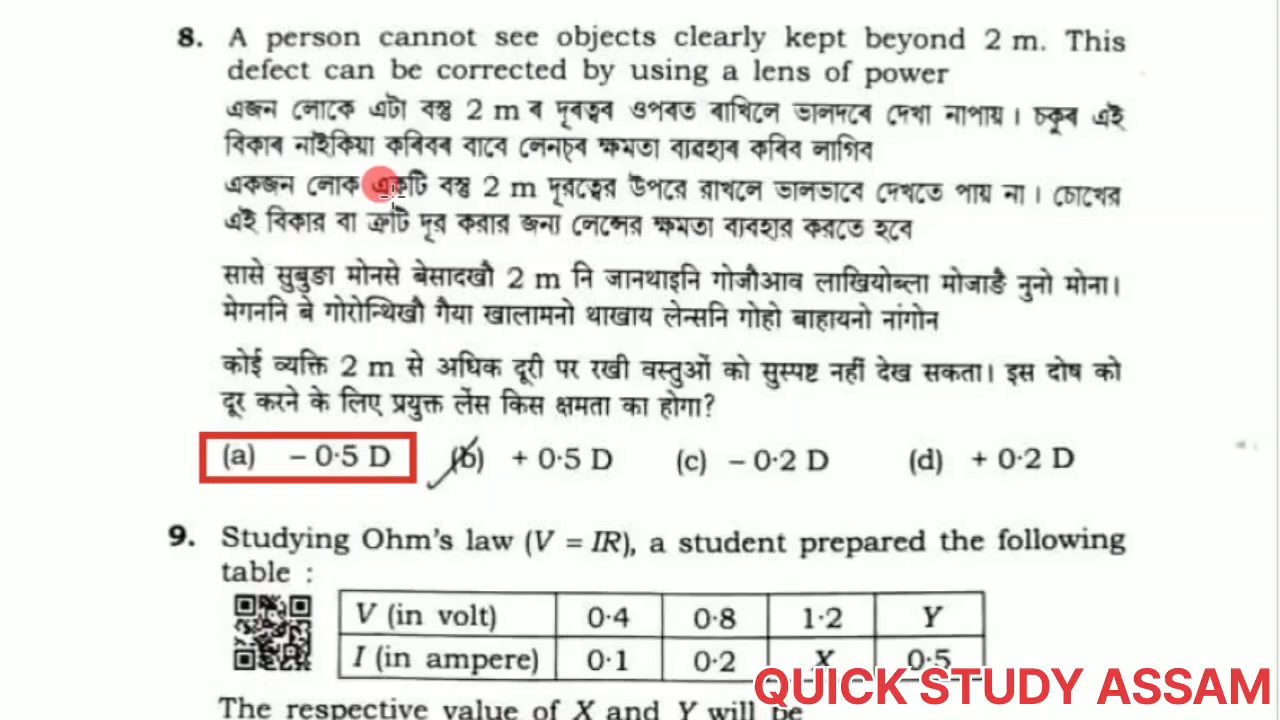 8. A person cannot see objects clearly kept beyond 2 m. This
defect can be corrected by using a lens of power
এজন লোকে এটা বস্তু 2 m ৰ দূৰত্বৰ ওপৰত ৰাখিলে ভালদৰে দেখা নাপায়। চকুৰ এই
বিকাৰ নাইকিয়া কৰিবৰ বাবে লেনচ্ৰ ক্ষমতা ব্যৱহাৰ কৰিব লাগিব
একজন লোক একটি বস্তু 2 m দূরত্বের উপরে রাখলে ভালভাবে দেখতে পায় না। চোখের
এই বিকার বা ত্রুটি দূর করার জন্য লেন্সের ক্ষমতা ব্যবহার করতে হবে
सासे सुबुङा मोनसे बेसादखौ 2 m नि जानथाइनि गोजौआव लाखियोब्ला मोजाङै नुनो मोना।
मेगननि बे गोरोन्थिखौ गैया खालामनो थाखाय लेन्सनि गोहो बाहायनो नांगोन
कोई व्यक्ति 2 m से अधिक दूरी पर रखी वस्तुओं को सुस्पष्ट नहीं देख सकता। इस दोष को
दूर करने के लिए प्रयुक्त लेंस किस क्षमता का होगा?
(a) – 0·5 D (b) + 0·5 D (c) – 0·2 D (d) + 0·2 D
9. Studying Ohm's law (V = IR), a student prepared the following
table :
V (in volt) 0·4 0·8 1·2 Y
I (in ampere) 0·1 0·2 X 0·5
The respective value of X and Y will be
QUICK STUDY ASSAM